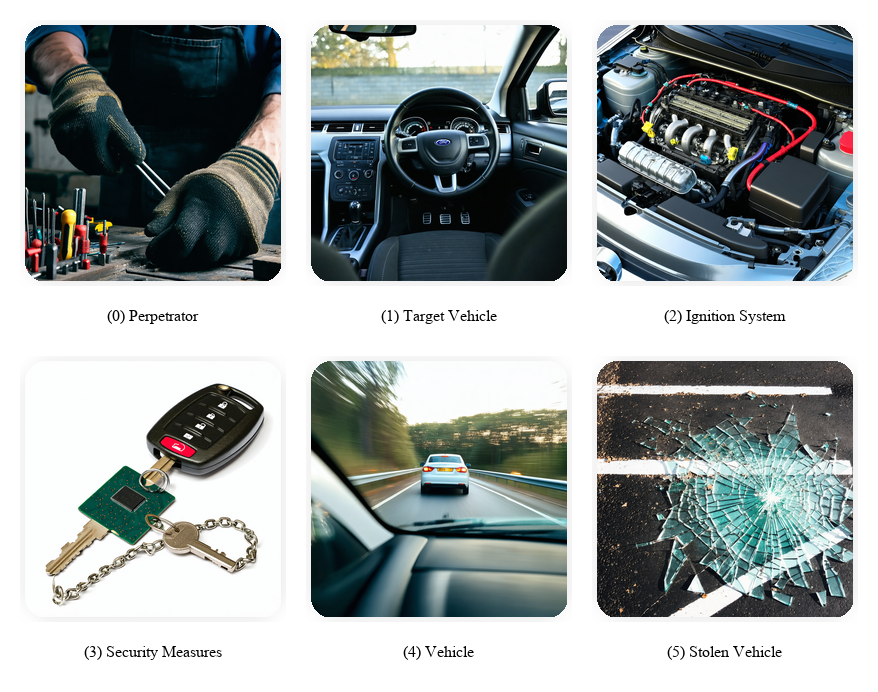 (0) Perpetrator
(1) Target Vehicle
(2) Ignition System
(3) Security Measures
(4) Vehicle
(5) Stolen Vehicle